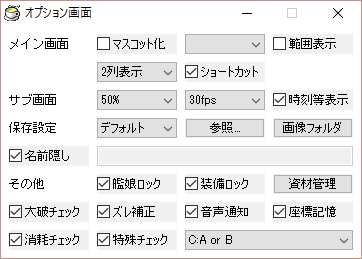 オプション画面
メイン画面 マスコット化 範囲表示
2列表示 ショートカット
サブ画面 50% 30fps 時刻等表示
保存設定 デフォルト 参照... 画像フォルダ
名前隠し
その他 艦娘ロック 装備ロック 資材管理
大破チェック ズレ補正 音声通知 座標記憶
消耗チェック 特殊チェック C:A or B